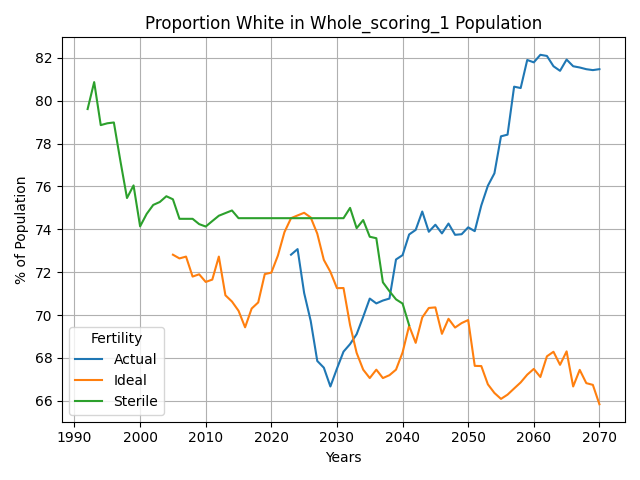 Proportion White in Whole_scoring_1 Population
% of Population
82
80
78
76
74
72
70
68
66
Fertility
Actual
Ideal
Sterile
1990 2000 2010 2020 2030 2040 2050 2060 2070
Years